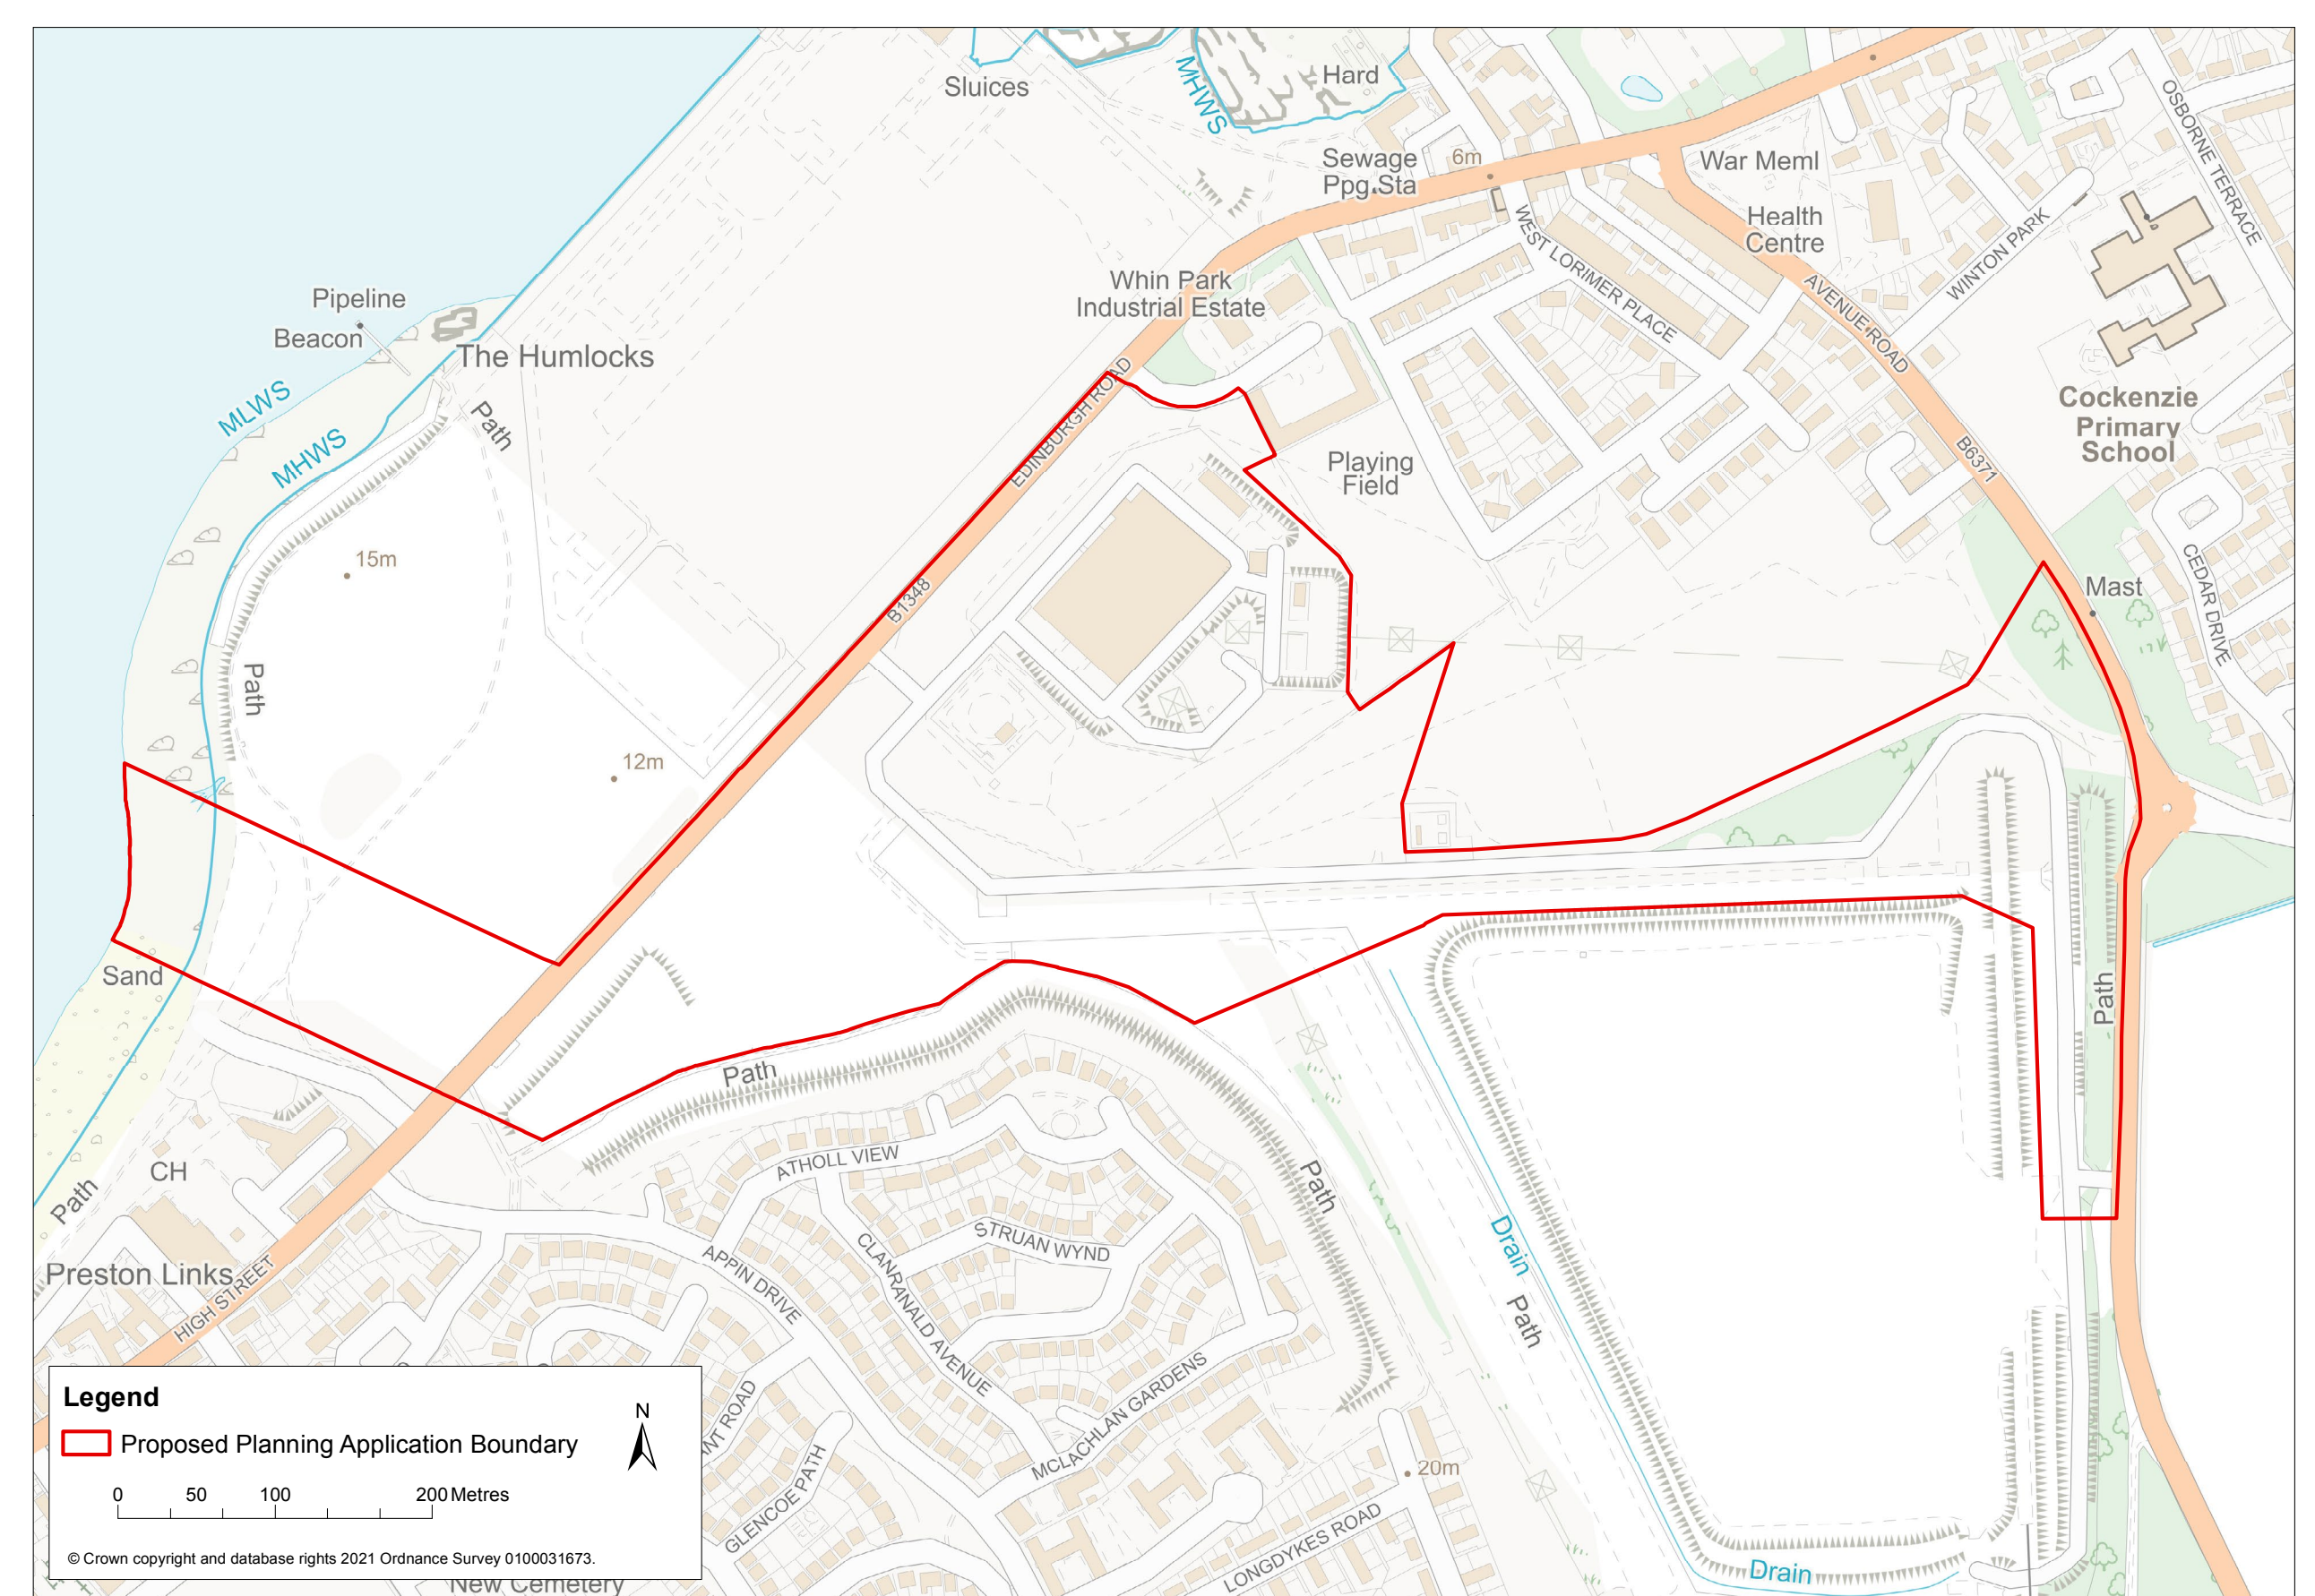 Sluices
MHWS
Hard
Sewage
Ppg Sta
6m
War Meml
OSBORNE TERRACE
Health
Centre
WINTON PARK
WEST LORIMER PLACE
AVENUE ROAD
Whin Park
Industrial Estate
Pipeline
Beacon
The Humlocks
Path
MLWS
MHWS
EDINBURGH ROAD
Playing
Field
B6371
Cockenzie
Primary
School
15m
B1348
CEDAR DRIVE
Mast
Path
12m
Sand
Path
Path
CH
Path
ATHOLL VIEW
STRUAN WYND
APPIN DRIVE
CLANRANALD AVENUE
Path
Drain
Path
Preston Links
HIGH STREET
MCLACHLAN GARDENS
GLENCOE PATH
20m
LONGDYKES ROAD
Drain
New Cemetery
Legend
Proposed Planning Application Boundary
N
0 50 100 200 Metres
© Crown copyright and database rights 2021 Ordnance Survey 0100031673.